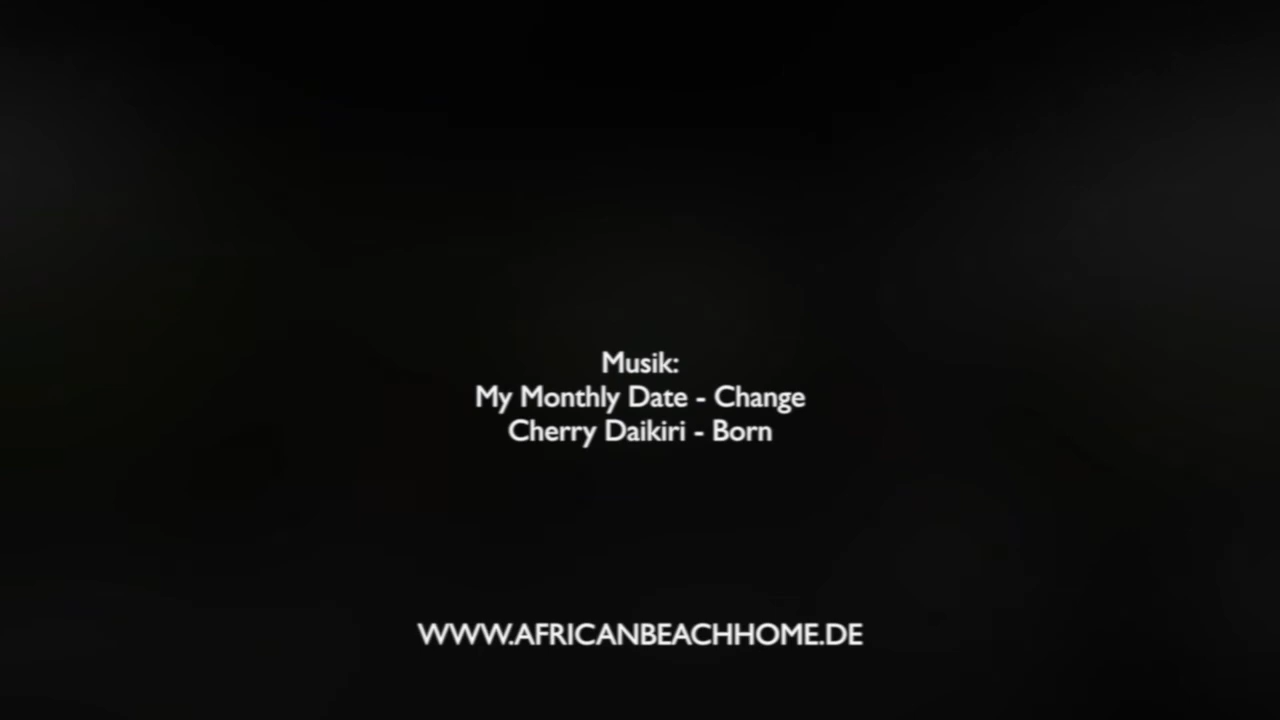 Musik:
My Monthly Date - Change
Cherry Daikiri - Born
WWW.AFRICANBEACHHOME.DE